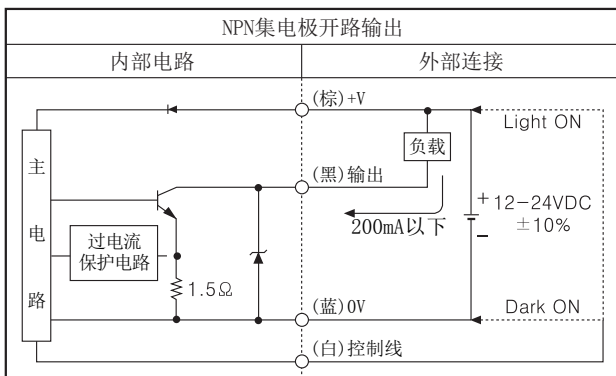 NPN集电极开路输出
内部电路
外部连接
(棕)+V
Light ON
负载
主电路
(黑)输出
200mA以下
+
12-24VDC
±10%
-
过电流
保护电路
1.5Ω
(蓝)0V
Dark ON
(白)控制线